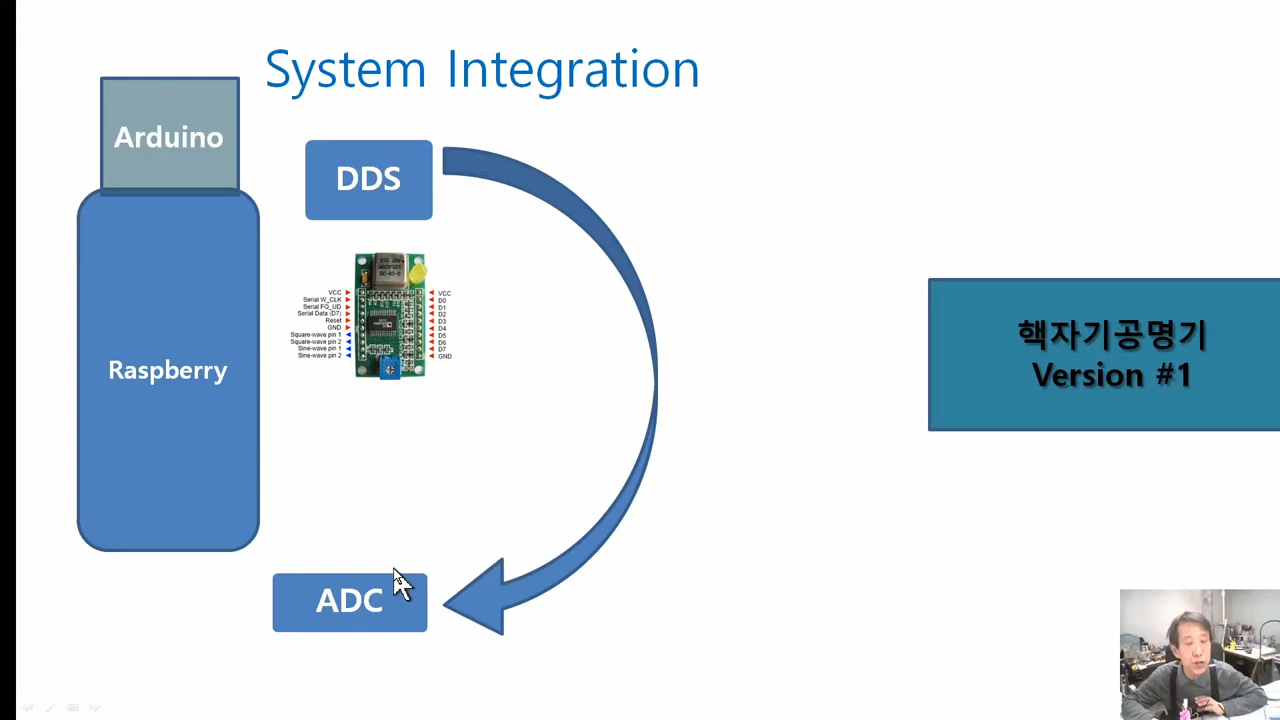 System Integration
Arduino
DDS
VCC
Serial W_CLK
Serial FQ_UD
Serial Data (D7)
Reset
GND
Square-wave pin 1
Square-wave pin 2
Sine-wave pin 1
Sine-wave pin 2
VCC
D0
D1
D2
D3
D4
D5
D6
D7
GND
Raspberry
핵자기공명기
Version #1
ADC